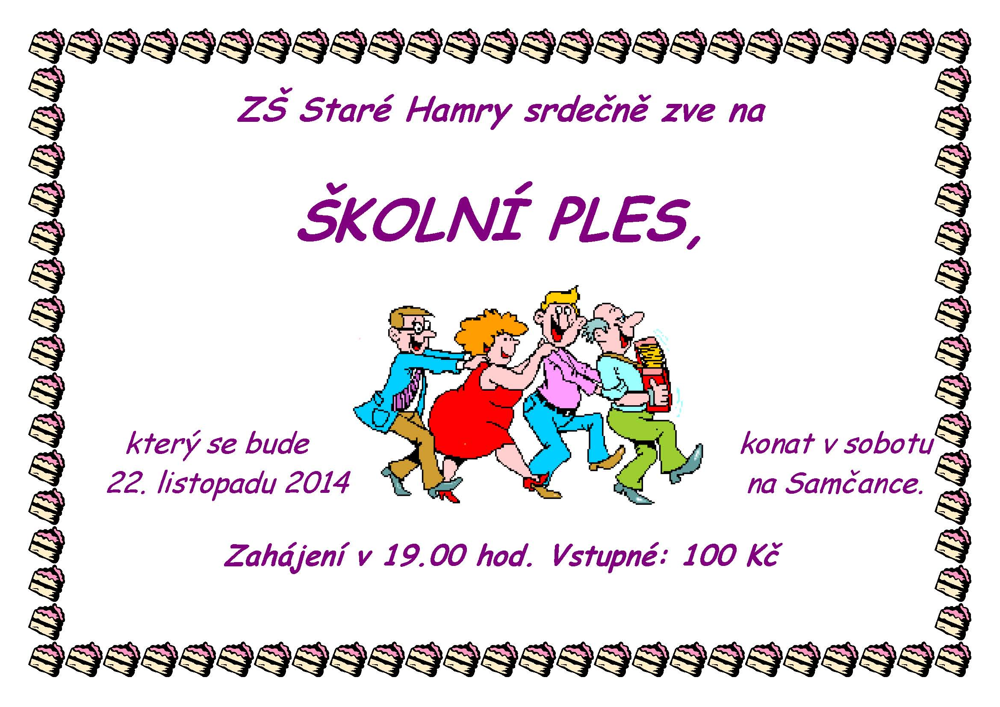 ZŠ Staré Hamry srdečně zve na
ŠKOLNÍ PLES,
který se bude konat v sobotu
22. listopadu 2014 na Samčance.
Zahájení v 19.00 hod. Vstupné: 100 Kč